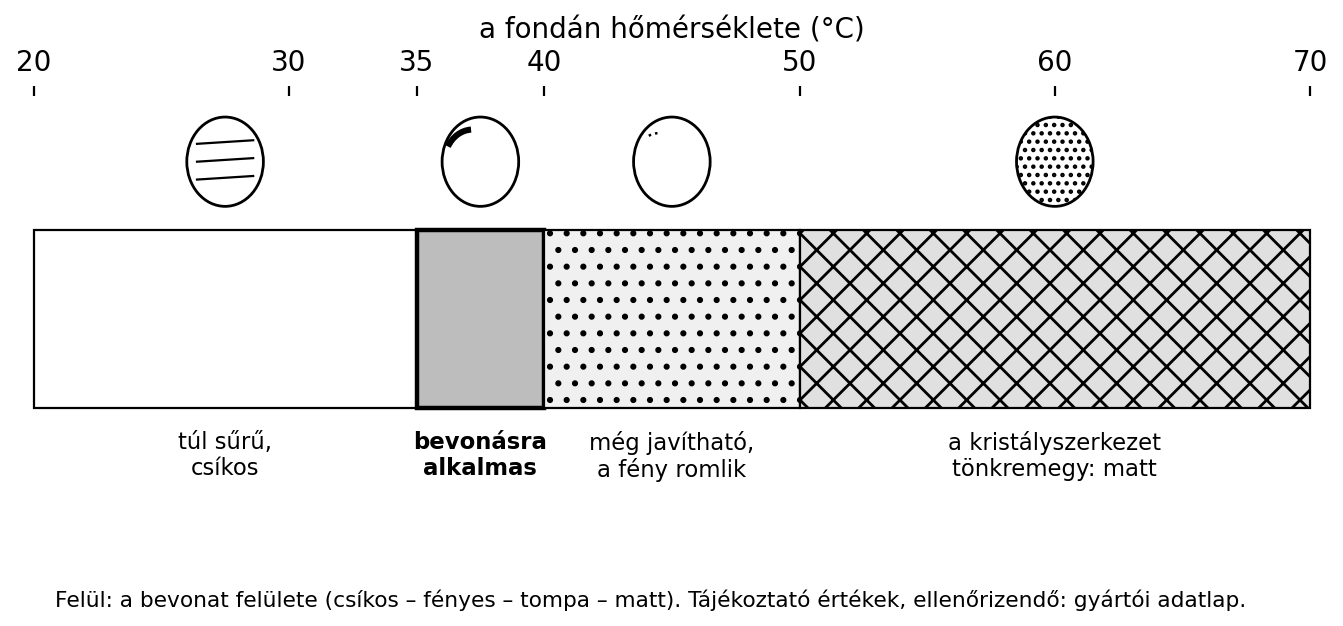 a fondán hőmérséklete (°C)
20 30 35 40 50 60 70
túl sűrű, bevonásra még javítható, a kristályszerkezet
csíkos alkalmas a fény romlik tönkremegy: matt
Felül: a bevonat felülete (csíkos – fényes – tompa – matt). Tájékoztató értékek, ellenőrizendő: gyártói adatlap.